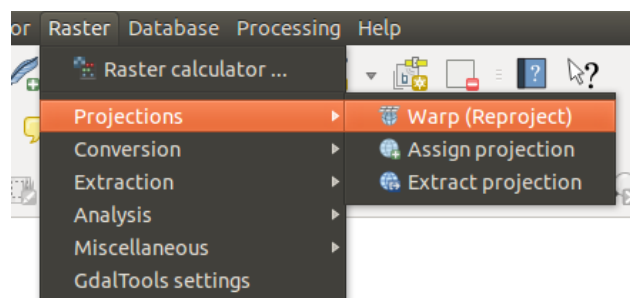 or Raster Database Processing Help
Raster calculator ...
Projections
Conversion
Extraction
Analysis
Miscellaneous
GdalTools settings
Warp (Reproject)
Assign projection
Extract projection